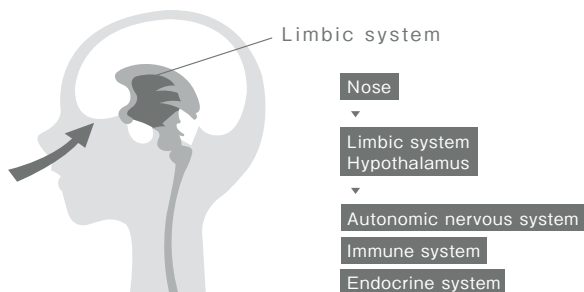 Limbic system
Nose
Limbic system
Hypothalamus
Autonomic nervous system
Immune system
Endocrine system